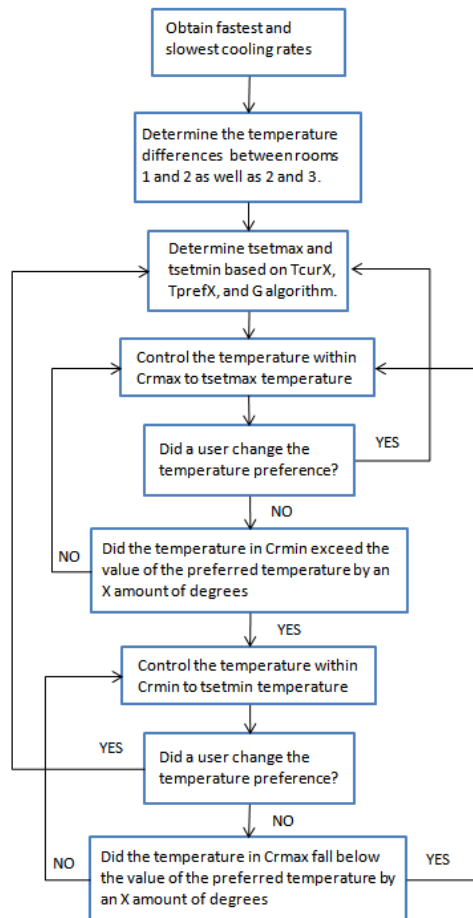 Obtain fastest and
slowest cooling rates
Determine the temperature
differences between rooms
1 and 2 as well as 2 and 3.
Determine tsetmax and
tsetmin based on TcurX,
TprefX, and G algorithm.
Control the temperature within
Crmax to tsetmax temperature
Did a user change the
temperature preference?
YES
NO
Did the temperature in Crmin exceed the
value of the preferred temperature by an
X amount of degrees
NO
YES
Control the temperature within
Crmin to tsetmin temperature
Did a user change the
temperature preference?
YES
NO
Did the temperature in Crmax fall below
the value of the preferred temperature by
an X amount of degrees
NO
YES